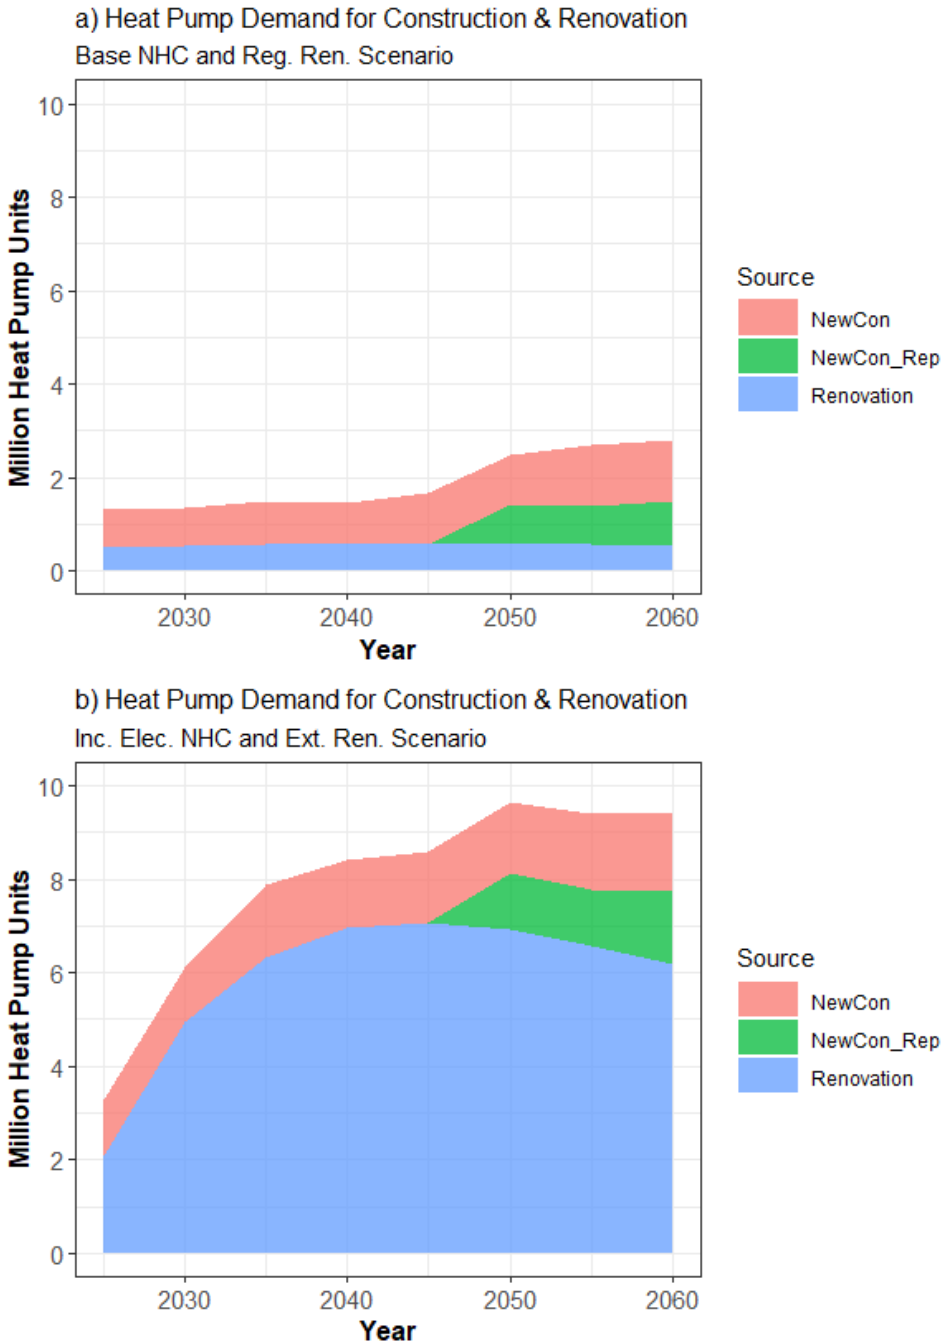 a) Heat Pump Demand for Construction & Renovation
Base NHC and Reg. Ren. Scenario
Million Heat Pump Units
10
8
6
4
2
0
2030 2040 2050 2060
Year
Source
NewCon
NewCon_Rep
Renovation
b) Heat Pump Demand for Construction & Renovation
Inc. Elec. NHC and Ext. Ren. Scenario
Million Heat Pump Units
10
8
6
4
2
0
2030 2040 2050 2060
Year
Source
NewCon
NewCon_Rep
Renovation